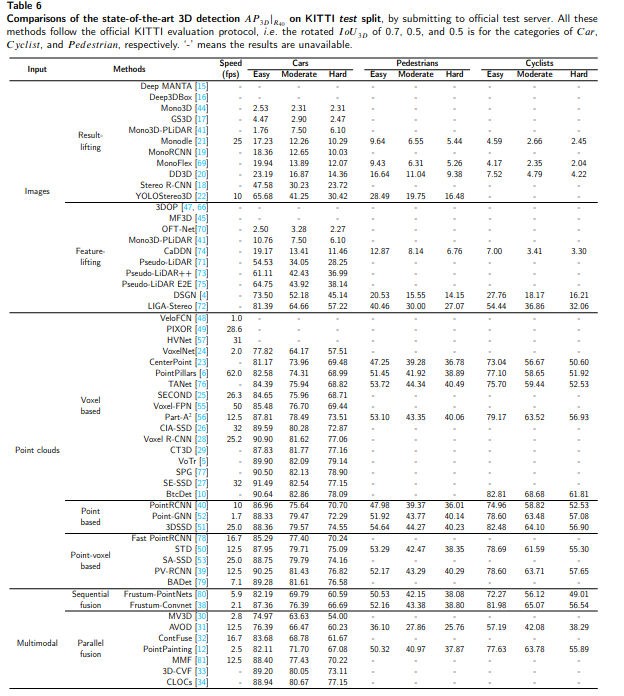 Table 6
Comparisons of the state-of-the-art 3D detection AP3D|R40 on KITTI test split, by submitting to official test server. All these
methods follow the official KITTI evaluation protocol, i.e. the rotated IoU3D of 0.7, 0.5, and 0.5 is for the categories of Car,
Cyclist, and Pedestrian, respectively. '-' means the results are unavailable.
Input Methods Speed Cars Pedestrians Cyclists
(fps) Easy Moderate Hard Easy Moderate Hard Easy Moderate Hard
Images
Result-
lifting
Deep MANTA [15] - - - - - - - - - -
Deep3DBox [16] - - - - - - - - - -
Mono3D [44] - 2.53 2.31 2.31 - - - - - -
GS3D [17] - 4.47 2.90 2.47 - - - - - -
Mono3D-PLiDAR [41] - 1.76 7.50 6.10 - - - - - -
Monodle [21] 25 17.23 12.26 10.29 9.64 6.55 5.44 4.59 2.66 2.45
MonoRCNN [19] - 18.36 12.65 10.03 - - - - - -
MonoFlex [69] - 19.94 13.89 12.07 9.43 6.31 5.26 4.17 2.35 2.04
DD3D [20] - 23.19 16.87 14.36 16.64 11.04 9.38 7.52 4.79 4.22
Stereo R-CNN [18] - 47.58 30.23 23.72 - - - - - -
YOLOStereo3D [22] 10 65.68 41.25 30.42 28.49 19.75 16.48 - - -
Feature-
lifting
3DOP [47, 66] - - - - - - - - - -
MF3D [45] - - - - - - - - - -
OFT-Net[70] - 2.50 3.28 2.27 - - - - - -
Mono3D-PLiDAR [41] - 10.76 7.50 6.10 - - - - - -
CaDDN [74] - 19.17 13.41 11.46 12.87 8.14 6.76 7.00 3.41 3.30
Pseudo-LiDAR [71] - 54.53 34.05 28.25 - - - - - -
Pseudo-LiDAR++ [73] - 61.11 42.43 36.99 - - - - - -
Pseudo-LiDAR E2E [75] - 64.75 43.92 38.14 - - - - - -
DSGN [4] - 73.50 52.18 45.14 20.53 15.55 14.15 27.76 18.17 16.21
LIGA-Stereo [72] - 81.39 64.66 57.22 40.46 30.00 27.07 54.44 36.86 32.06
Point clouds
Voxel
based
VeloFCN [48] 1.0 - - - - - - - - -
PIXOR [49] 28.6 - - - - - - - - -
HVNet [57] 31 - - - - - - - - -
VoxelNet[24] 2.0 77.82 64.17 57.51 - - - - - -
CenterPoint [23] - 81.17 73.96 69.48 47.25 39.28 36.78 73.04 56.67 50.60
PointPillars [6] 62.0 82.58 74.31 68.99 51.45 41.92 38.89 77.10 58.65 51.92
TANet [76] - 84.39 75.94 68.82 53.72 44.34 40.49 75.70 59.44 52.53
SECOND [25] 26.3 84.65 75.96 68.71 - - - - - -
Voxel-FPN [55] 50 85.48 76.70 69.44 - - - - - -
Part-A² [56] 12.5 87.81 78.49 73.51 53.10 43.35 40.06 79.17 63.52 56.93
CIA-SSD [26] 32 89.59 80.28 72.87 - - - - - -
Voxel R-CNN [28] 25.2 90.90 81.62 77.06 - - - - - -
CT3D [29] - 87.83 81.77 77.16 - - - - - -
VoTr [5] - 89.90 82.09 79.14 - - - - - -
SPG [77] - 90.50 82.13 78.90 - - - - - -
SE-SSD [27] 32 91.49 82.54 77.15 - - - - - -
BtcDet [10] - 90.64 82.86 78.09 - - - 82.81 68.68 61.81
Point
based
PointRCNN [40] 10 86.96 75.64 70.70 47.98 39.37 36.01 74.96 58.82 52.53
Point-GNN [52] 1.7 88.33 79.47 72.29 51.92 43.77 40.14 78.60 63.48 57.08
3DSSD [51] 25.0 88.36 79.57 74.55 54.64 44.27 40.23 82.48 64.10 56.90
Point-voxel
based
Fast PointRCNN [78] 16.7 85.29 77.40 70.24 - - - - - -
STD [50] 12.5 87.95 79.71 75.09 53.29 42.47 38.35 78.69 61.59 55.30
SA-SSD [53] 25.0 88.75 79.79 74.16 - - - - - -
PV-RCNN [39] 12.5 90.25 81.43 76.82 52.17 43.29 40.29 78.60 63.71 57.65
BADet [79] 7.1 89.28 81.61 76.58 - - - - - -
Multimodal
Sequential
fusion
Frustum-PointNets [80] 5.9 82.19 69.79 60.59 50.53 42.15 38.08 72.27 56.12 49.01
Frustum-Convnet [38] 2.1 87.36 76.39 66.69 52.16 43.38 38.80 81.98 65.07 56.54
Parallel
fusion
MV3D [30] 2.8 74.97 63.63 54.00 - - - - - -
AVOD [31] 12.5 76.39 66.47 60.23 36.10 27.86 25.76 57.19 42.08 38.29
ContFuse [32] 16.7 83.68 68.78 61.67 - - - - - -
PointPainting [12] 2.5 82.11 71.70 67.08 50.32 40.97 37.87 77.63 63.78 55.89
MMF [81] 12.5 88.40 77.43 70.22 - - - - - -
3D-CVF [33] - 89.20 80.05 73.11 - - - - - -
CLOCs [34] - 88.94 80.67 77.15 - - - - - -